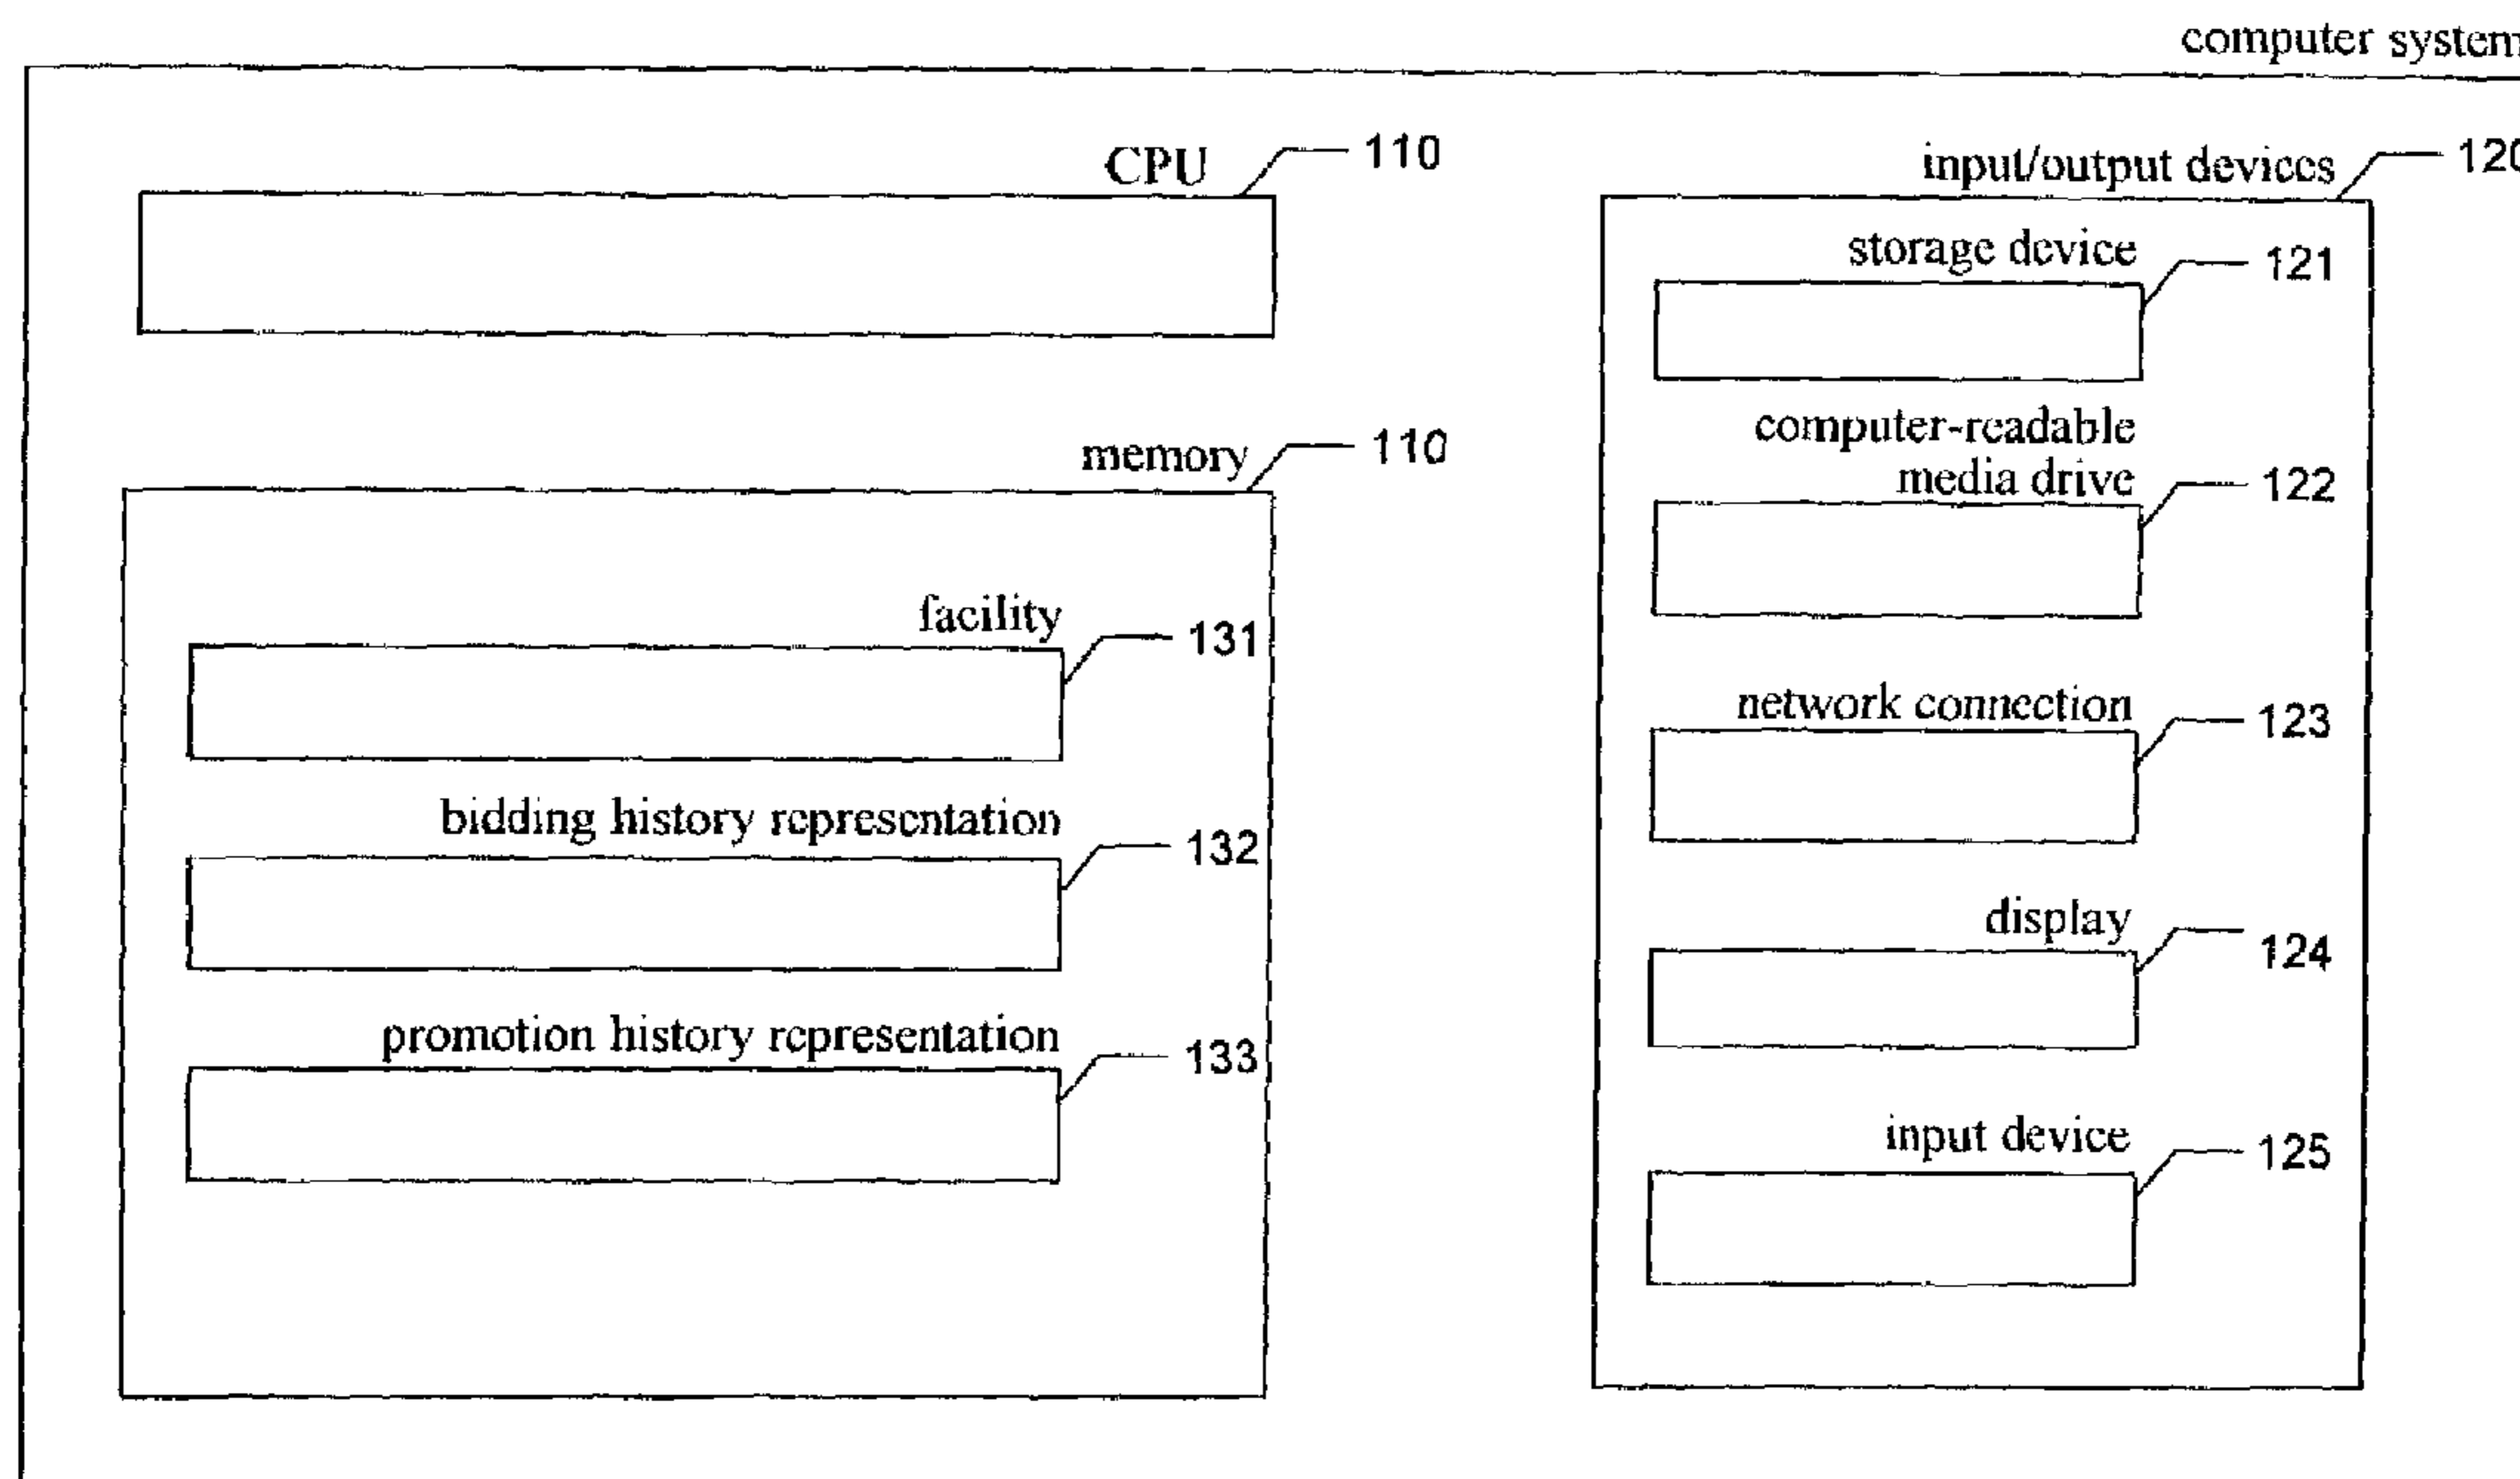 computer system
CPU 110
input/output devices 120
storage device 121
computer-readable
media drive 122
memory 110
facility 131
network connection 123
bidding history representation 132
display 124
promotion history representation 133
input device 125